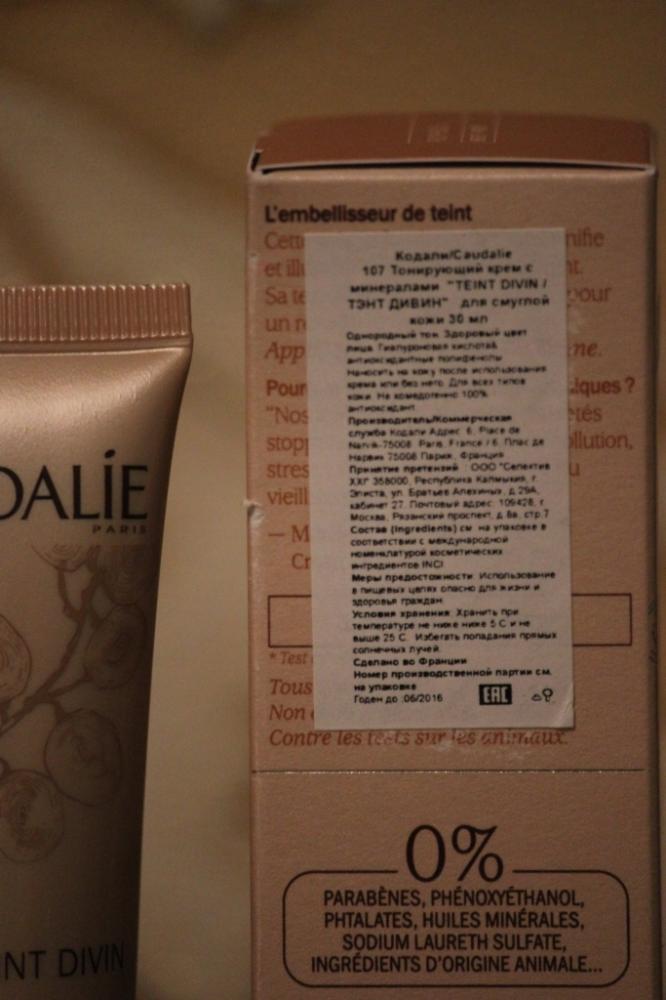 DALIE
PARIS
NT DIVIN
L'embellisseur de teint
et
Sa
un
Pour
"Nos
nifie
pour
ne.
iques ?
étés
ollution,
vieill
Кодали/Caudalie
107 Тонирующий крем с
минералами "TEINT DIVIN /
ТЭНТ ДИВИН" для смуглой
кожи 30 мл
Однородный тон. Здоровый цвет
лица. Гиалуроновая кислота&
антиоксидантные полифенолы
Наносить на кожу после использования
крема или без него. Для всех типов
кожи. Не комедогенно 100%
антиоксидант
Производитель/Коммерческая
служба Кодали Адрес: 6, Place de
Narvik-75008 Paris, France / 6, Плас де
Нарвик 75008 Париж, Франция
Принятие претензий : ООО "Селектив
ХХГ 358000, Республика Калмыкия, г.
Элиста, ул. Братьев Алехиных, д.29А,
кабинет 27. Почтовый адрес: 109428, г.
Москва, Рязанский проспект, д.8а, стр.7
Состав (Ingredients) см. на упаковке в
соответствии с международной
номенклатурой косметических
ингредиентов INCI
Меры предостожности: Использование
в пищевых целях опасно для жизни и
здоровья граждан.
Условия хранения: Хранить при
температуре не ниже ниже 5 С и не
выше 25 С. Избегать попадания прямых
солнечных лучей.
Сделано во Франции
Номер производственной партии см.
на упаковке
Годен до :06/2016
EAC
* Test
Tous
Non
Contre les tests sur les animaux.
0%
PARABÈNES, PHÉNOXYÉTHANOL,
PHTALATES, HUILES MINÉRALES,
SODIUM LAURETH SULFATE,
INGRÉDIENTS D'ORIGINE ANIMALE...